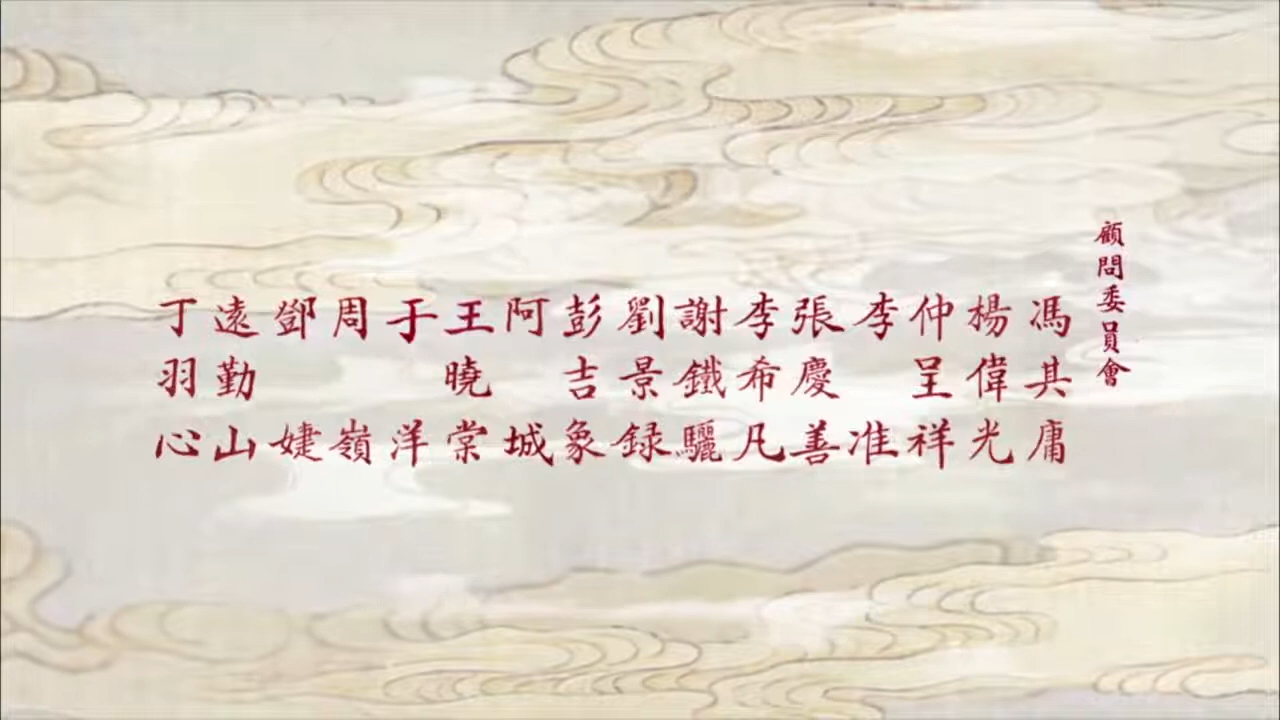 顧問委員會
馮其庸
楊偉光
仲呈祥
李准
張慶善
李希凡
謝鐵驪
劉景録
彭吉象
阿城
王曉棠
于洋
周嶺
鄧婕
遠勤山
丁羽心